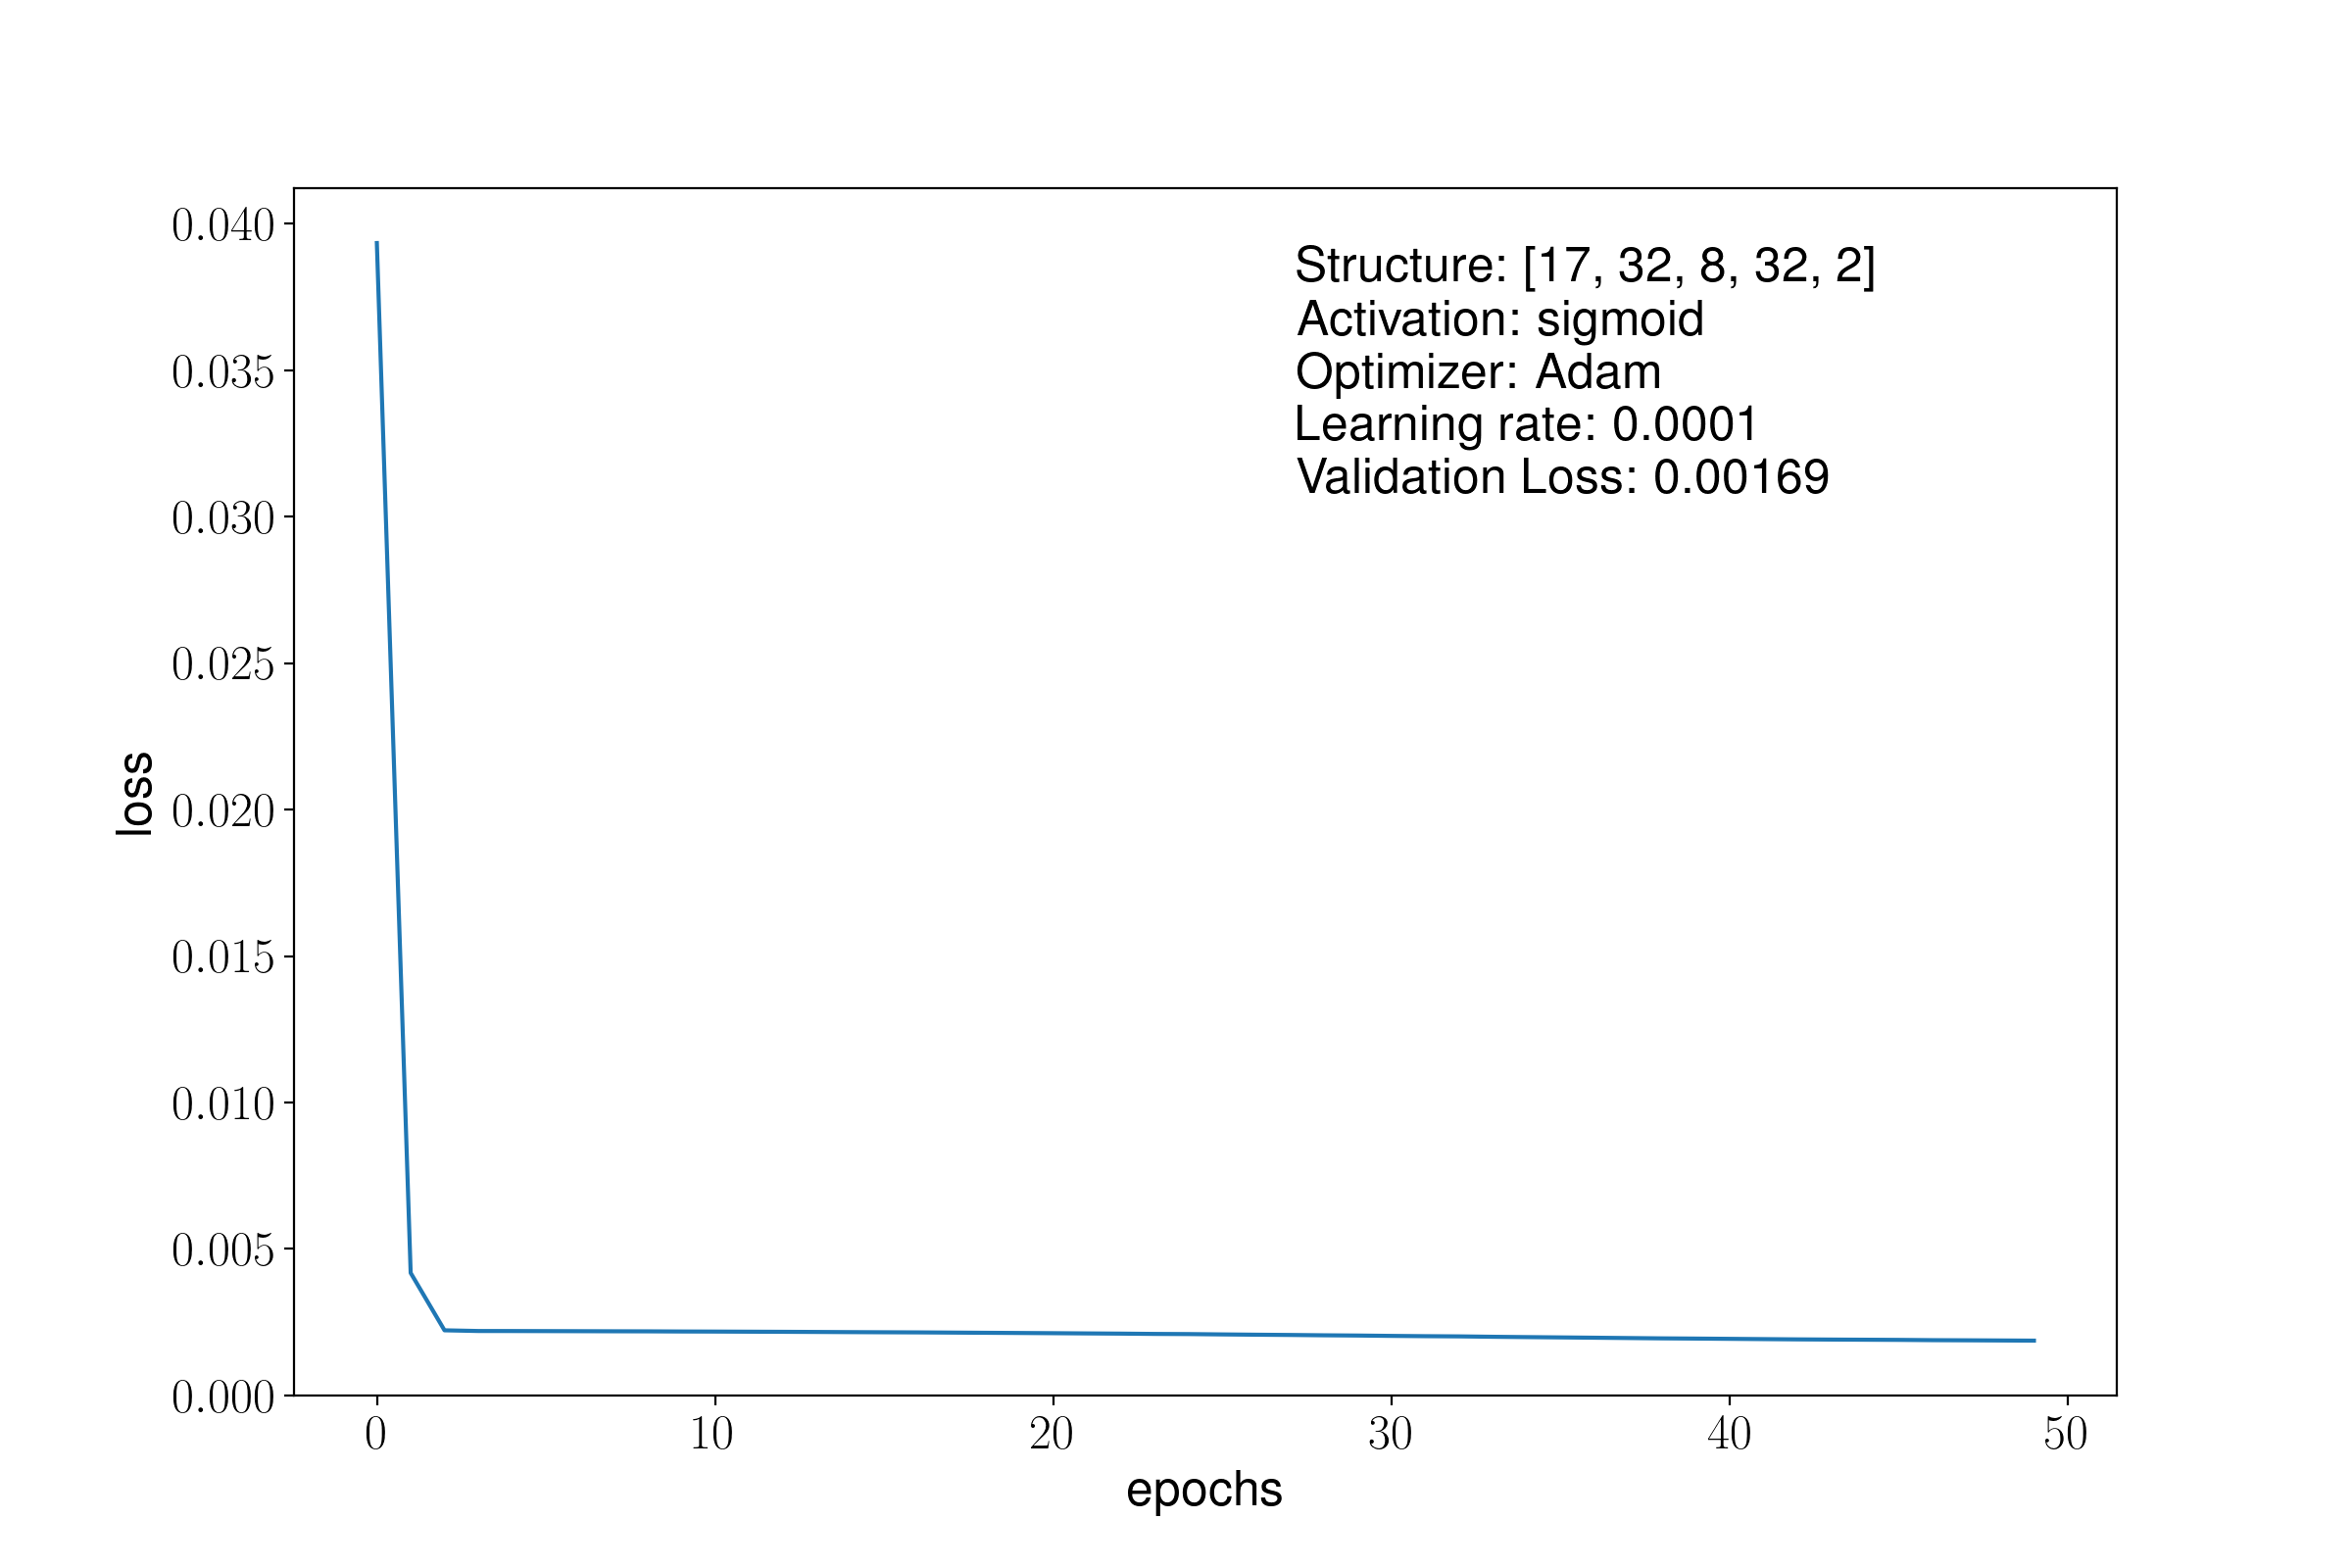 0.040
0.035
0.030
0.025
0.020
0.015
0.010
0.005
0.000
loss
Structure: [17, 32, 8, 32, 2]
Activation: sigmoid
Optimizer: Adam
Learning rate: 0.0001
Validation Loss: 0.00169
0 10 20 30 40 50
epochs